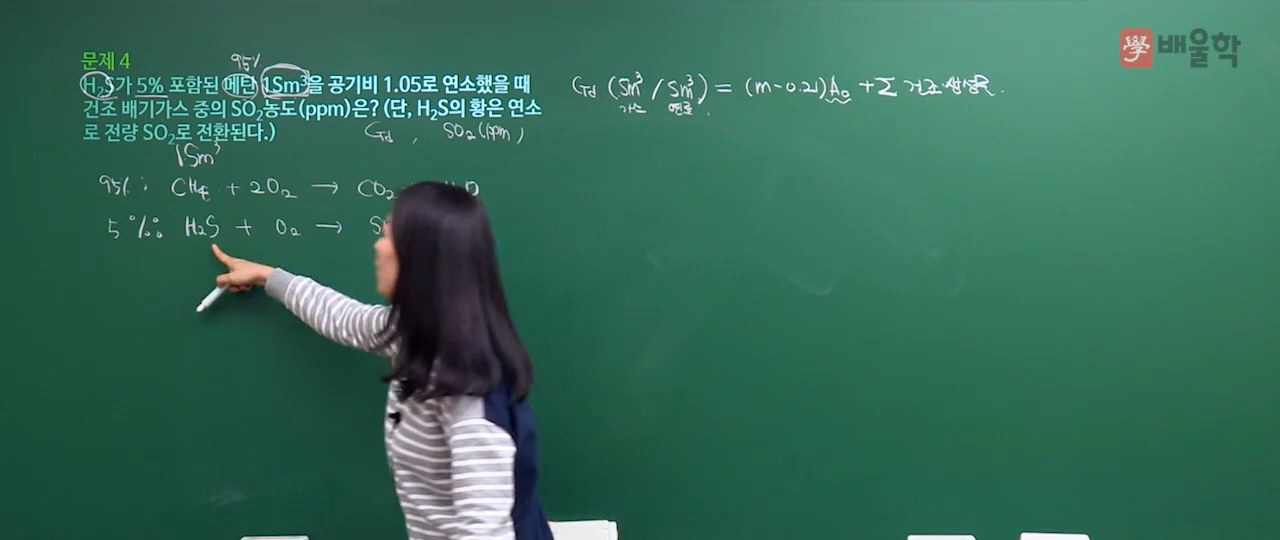 學 배울학
문제 4
95%
H₂S가 5% 포함된 메탄 1Sm³을 공기비 1.05로 연소했을 때
건조 배기가스 중의 SO₂농도(ppm)은? (단, H₂S의 황은 연소
로 전량 SO₂로 전환된다.)
Gd , SO₂(ppm)
Gd (Sm³/Sm³) = (m-0.21)A₀ + Σ 건조생성물.
가스 연료.
1Sm³
95% : CH₄ + 2O₂ → CO₂
5% : H₂S + O₂ →